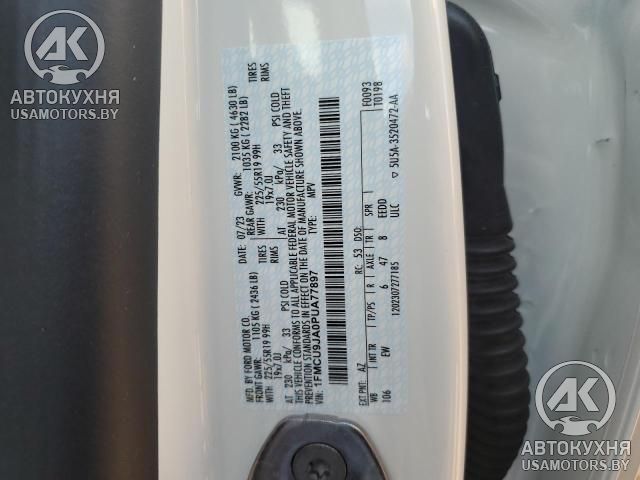 AK
АВТОКУХНЯ
USAMOTORS.BY
MFD. BY FORD MOTOR CO.
DATE: 07/23 GVWR: 2100 KG ( 4630 LB)
FRONT GAWR: 1105 KG ( 2436 LB) REAR GAWR: 1035 KG ( 2282 LB)
WITH 225/55R19 99H TIRES WITH 225/55R19 99H TIRES
19x7.0J RIMS 19x7.0J RIMS
AT 230 kPa/ 33 PSI COLD AT 230 kPa/ 33 PSI COLD
THIS VEHICLE CONFORMS TO ALL APPLICABLE FEDERAL MOTOR VEHICLE SAFETY AND THEFT
PREVENTION STANDARDS IN EFFECT ON THE DATE OF MANUFACTURE SHOWN ABOVE.
VIN: 1FMCU9JA0PUA77897
TYPE: MPV
EXT PNT: AZ RC: 53 DSO: F0093
WB INT TR TP/PS R AXLE TR SPR T0198
106 EW 6 47 8 EEDD
120230727185 ULC
▽ 5U5A-3520472-AA
AK
АВТОКУХНЯ
USAMOTORS.BY